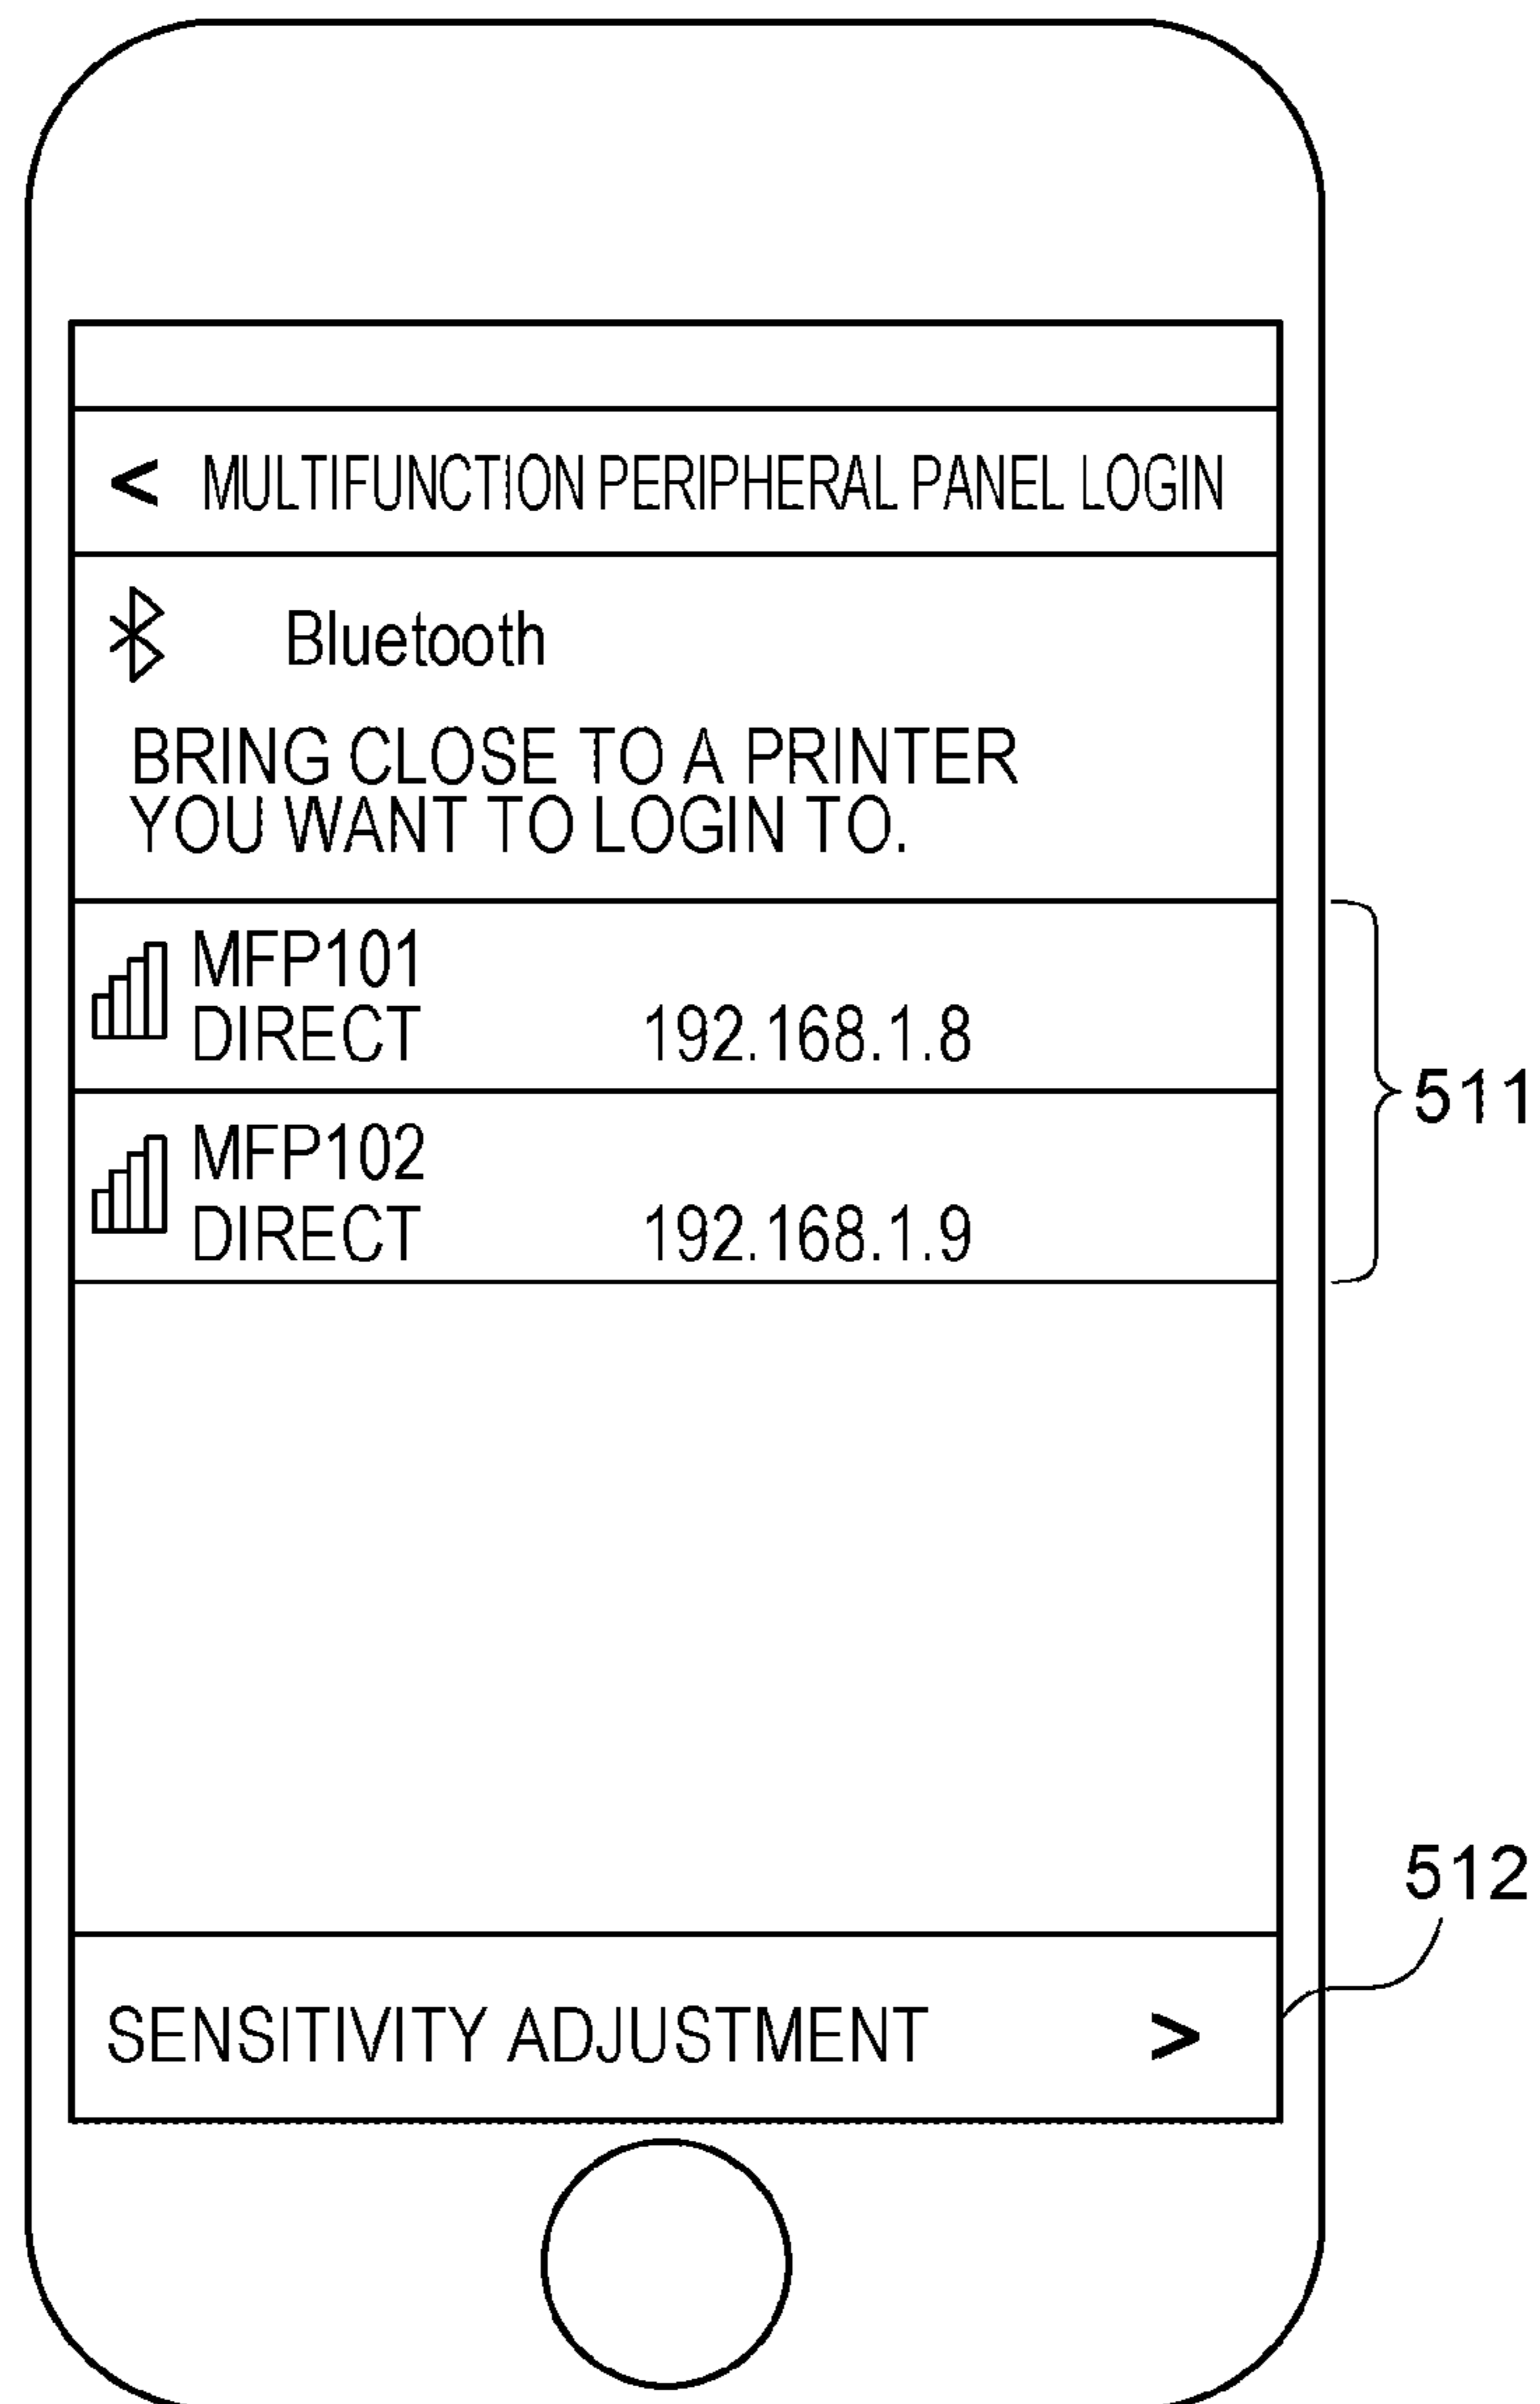 < MULTIFUNCTION PERIPHERAL PANEL LOGIN
Bluetooth
BRING CLOSE TO A PRINTER
YOU WANT TO LOGIN TO.
MFP101
DIRECT 192.168.1.8
511
MFP102
DIRECT 192.168.1.9
512
SENSITIVITY ADJUSTMENT >